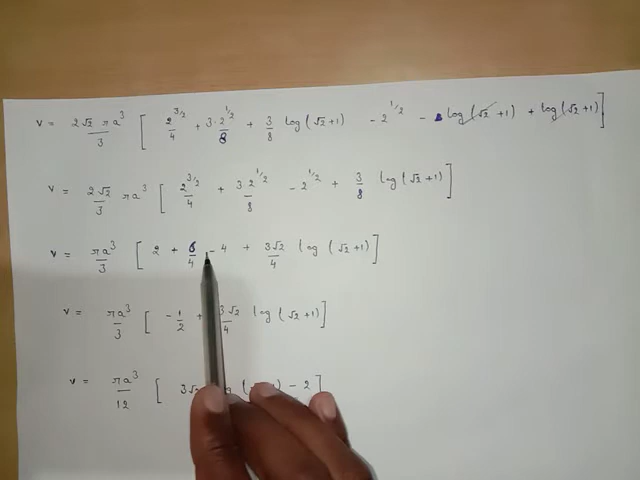 v = 2√2 πa³/3 [ 2^{3/2}/4 + 3·2^{1/2}/8 + 3/8 log(√2+1) - 2^{1/2} - log(√2+1) + log(√2+1) ]
v = 2√2/3 πa³ [ 2^{3/2}/4 + 3·2^{1/2}/8 - 2^{1/2} + 3/8 log(√2+1) ]
v = πa³/3 [ 2 + 6/4 - 4 + 3√2/4 log(√2+1) ]
v = πa³/3 [ -1/2 + 3√2/4 log(√2+1) ]
v = πa³/12 [ 3√2 ( ) - 2 ]